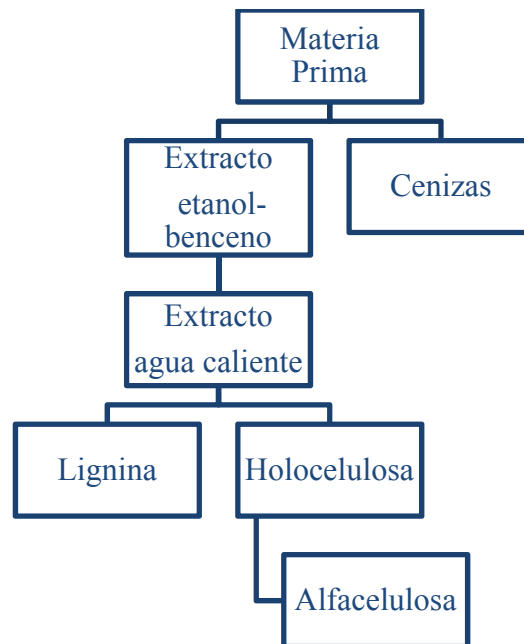 Materia
Prima
Extracto
etanol-
benceno
Cenizas
Extracto
agua caliente
Lignina
Holocelulosa
Alfacelulosa